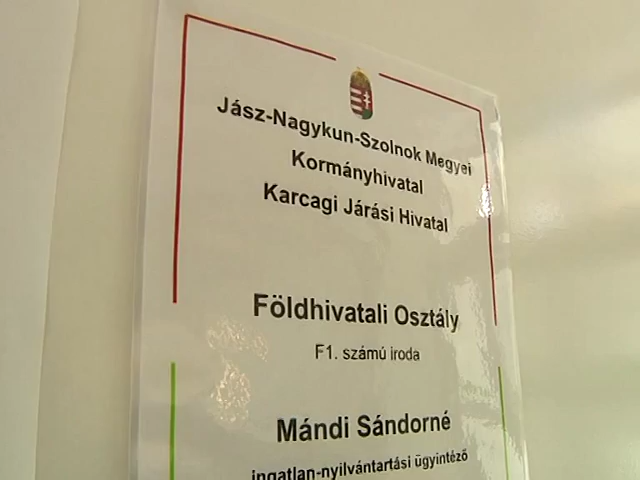 Jász-Nagykun-Szolnok Megyei
Kormányhivatal
Karcagi Járási Hivatal
Földhivatali Osztály
F1. számú iroda
Mándi Sándorné
ingatlan-nyilvántartási ügyintéző